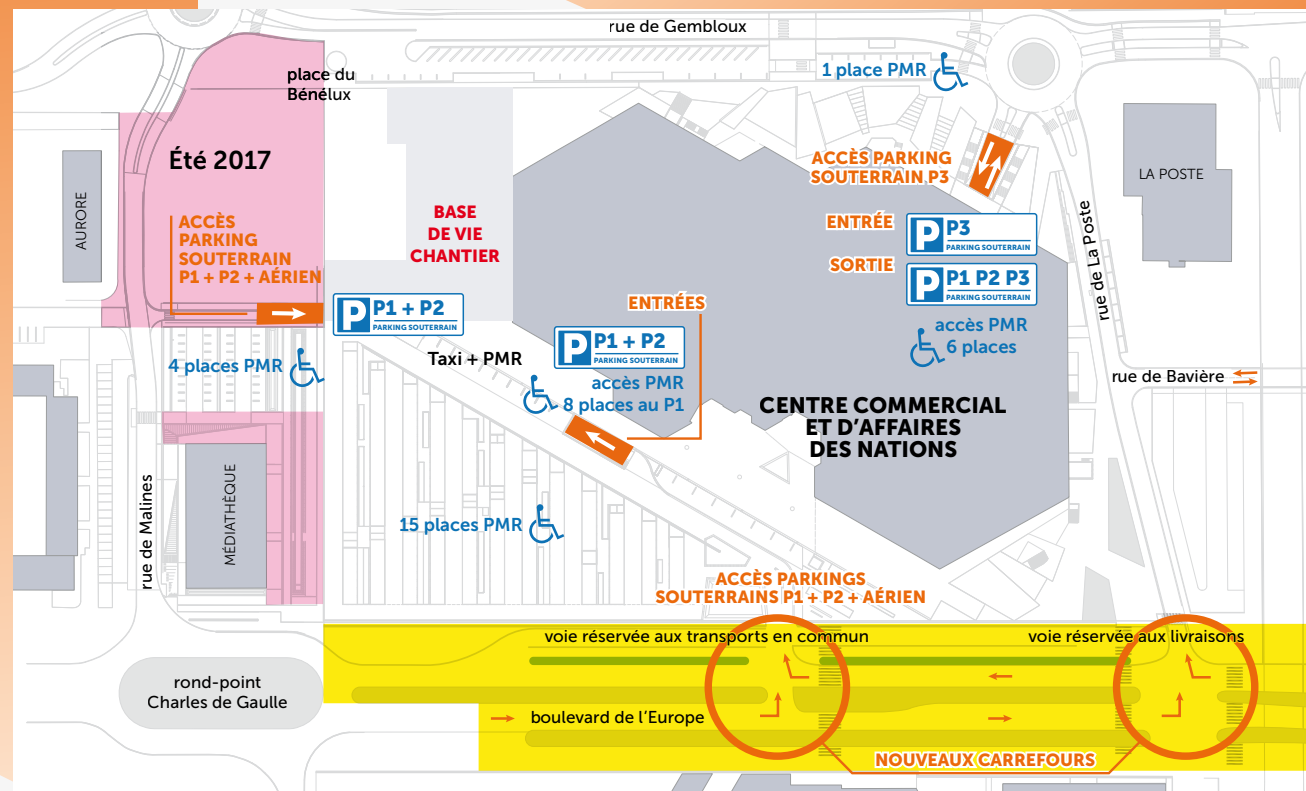 rue de Gembloux
place du
Bénélux
1 place PMR
Été 2017
ACCÈS PARKING
SOUTERRAIN P3
LA POSTE
AURORE
ACCÈS
PARKING
SOUTERRAIN
P1 + P2 + AÉRIEN
BASE
DE VIE
CHANTIER
ENTRÉE
P P3
PARKING SOUTERRAIN
SORTIE
P P1 P2 P3
PARKING SOUTERRAIN
rue de La Poste
ENTRÉES
P P1 + P2
PARKING SOUTERRAIN
P P1 + P2
PARKING SOUTERRAIN
accès PMR
6 places
Taxi + PMR
4 places PMR
accès PMR
8 places au P1
rue de Bavière
CENTRE COMMERCIAL
ET D'AFFAIRES
DES NATIONS
rue de Malines
MÉDIATHÈQUE
15 places PMR
ACCÈS PARKINGS
SOUTERRAINS P1 + P2 + AÉRIEN
voie réservée aux transports en commun
voie réservée aux livraisons
rond-point
Charles de Gaulle
boulevard de l'Europe
NOUVEAUX CARREFOURS